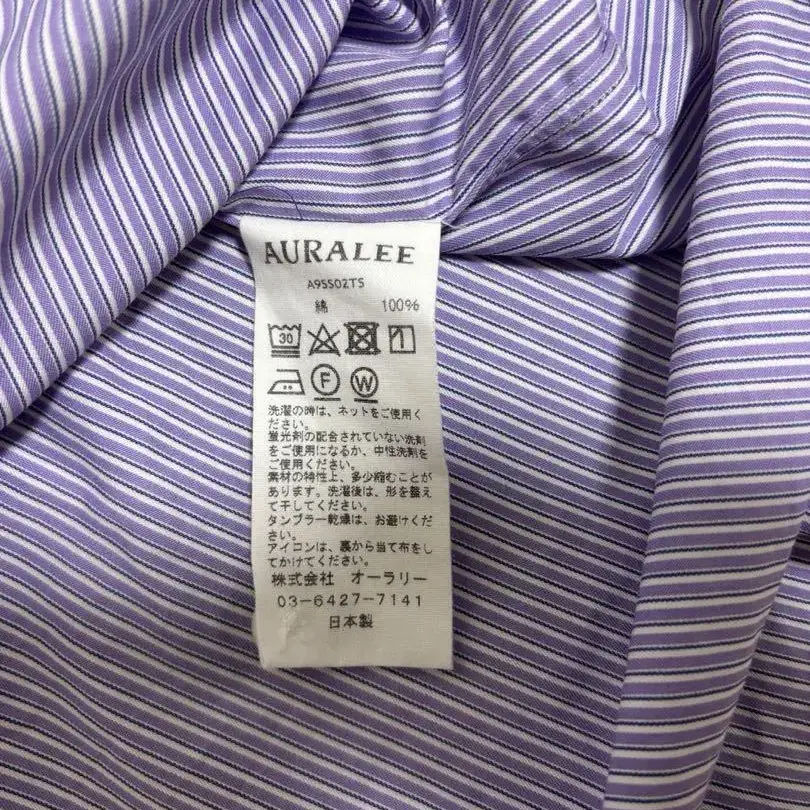 AURALEE
A9SS02TS
綿 100%
30
F W
洗濯の時は、ネットをご使用く
ださい。
蛍光剤の配合されていない洗剤
をご使用になるか、中性洗剤を
ご使用ください。
素材の特性上、多少縮むことが
あります。洗濯後は、形を整え
て干してください。
タンブラー乾燥は、お避けくだ
さい。
アイロンは、裏から当て布をし
てかけてください。
株式会社 オーラリー
03-6427-7141
日本製